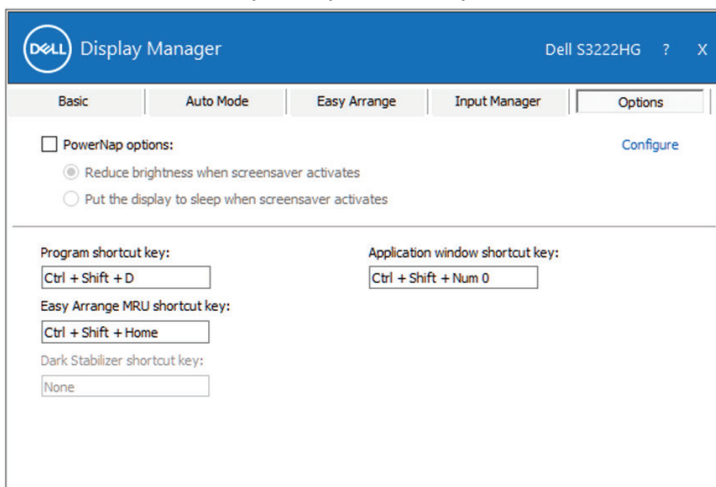 DELL Display Manager Dell S3222HG ? X
Basic Auto Mode Easy Arrange Input Manager Options
PowerNap options: Configure
Reduce brightness when screensaver activates
Put the display to sleep when screensaver activates
Program shortcut key: Application window shortcut key:
Ctrl + Shift + D Ctrl + Shift + Num 0
Easy Arrange MRU shortcut key:
Ctrl + Shift + Home
Dark Stabilizer shortcut key:
None